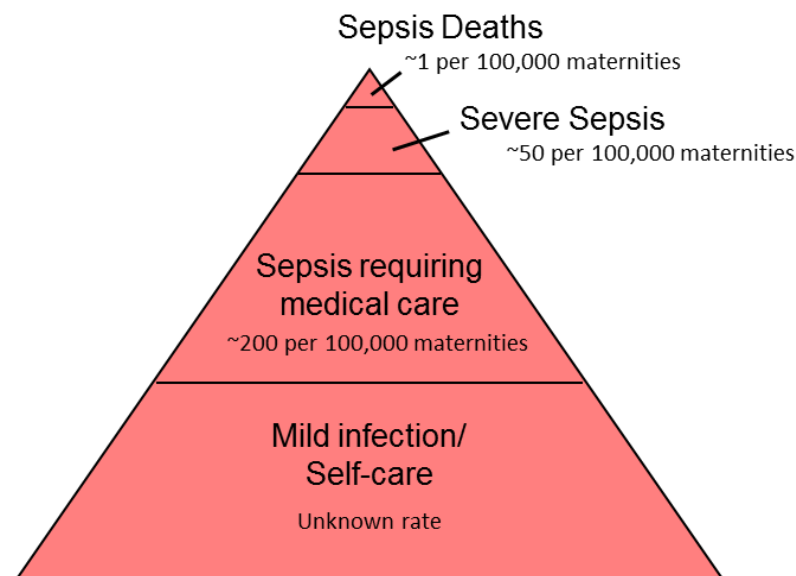 Sepsis Deaths
~1 per 100,000 maternities
Severe Sepsis
~50 per 100,000 maternities
Sepsis requiring
medical care
~200 per 100,000 maternities
Mild infection/
Self-care
Unknown rate